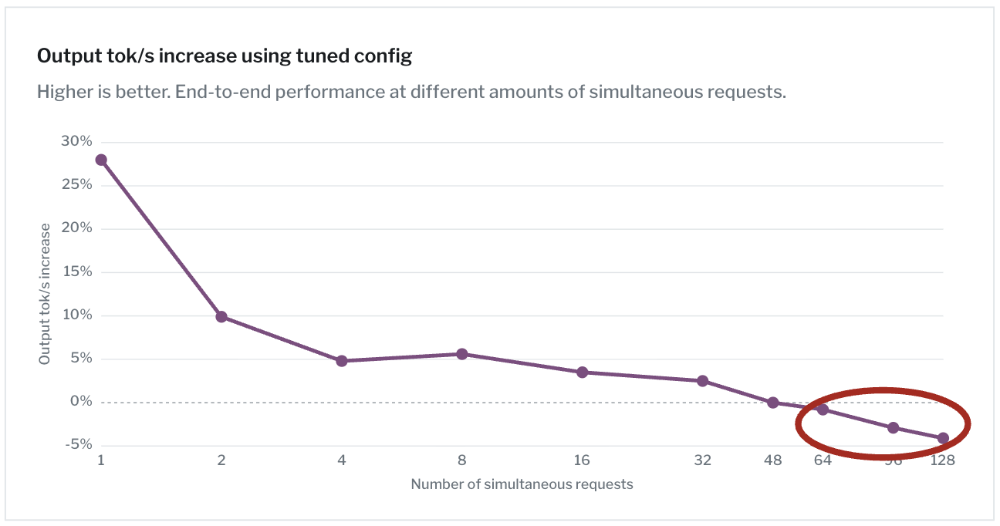 Output tok/s increase using tuned config
Higher is better. End-to-end performance at different amounts of simultaneous requests.
30%
25%
20%
15%
10%
5%
0%
-5%
Output tok/s increase
1 2 4 8 16 32 48 64 96 128
Number of simultaneous requests